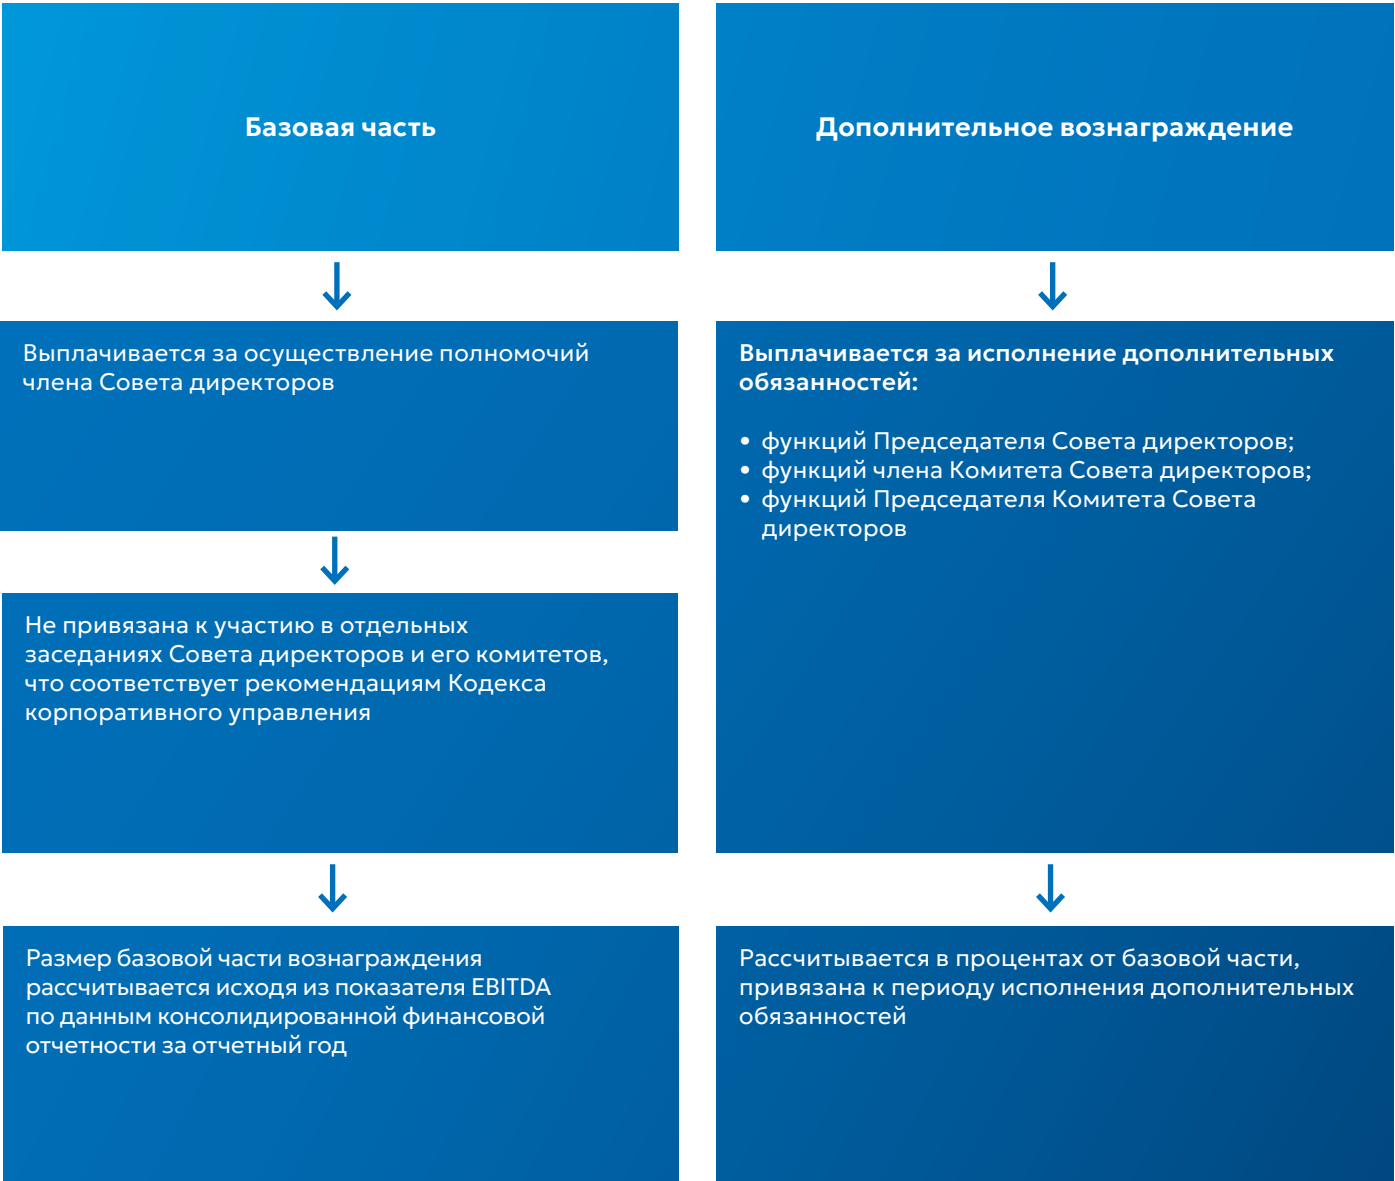 Базовая часть
Выплачивается за осуществление полномочий
члена Совета директоров
Не привязана к участию в отдельных
заседаниях Совета директоров и его комитетов,
что соответствует рекомендациям Кодекса
корпоративного управления
Размер базовой части вознаграждения
рассчитывается исходя из показателя EBITDA
по данным консолидированной финансовой
отчетности за отчетный год
Дополнительное вознаграждение
Выплачивается за исполнение дополнительных
обязанностей:
• функций Председателя Совета директоров;
• функций члена Комитета Совета директоров;
• функций Председателя Комитета Совета
директоров
Рассчитывается в процентах от базовой части,
привязана к периоду исполнения дополнительных
обязанностей